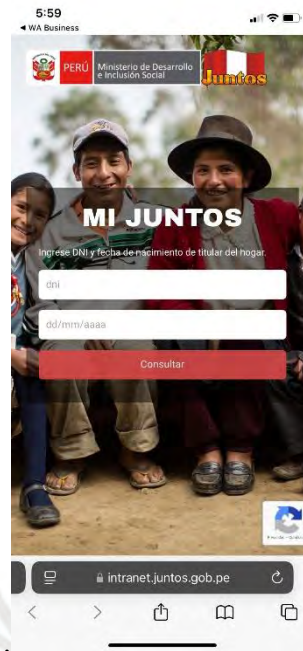 5:59
◀ WA Business
PERÚ
Ministerio de Desarrollo
e Inclusión Social
Juntos
MI JUNTOS
Ingrese DNI y fecha de nacimiento de titular del hogar.
dni
dd/mm/aaaa
Consultar
intranet.juntos.gob.pe